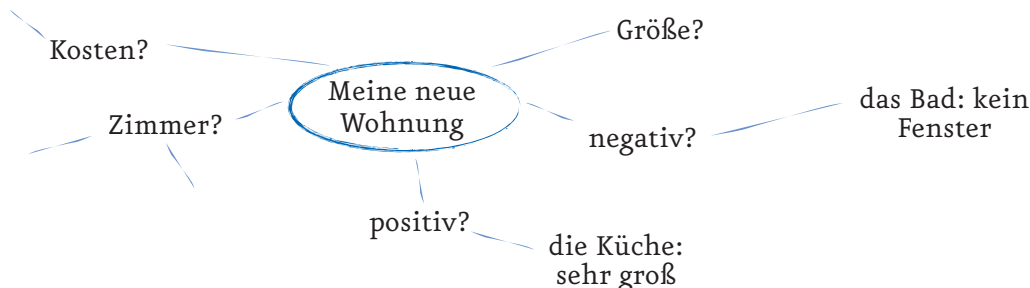 Größe?
Kosten?
Meine neue
Wohnung
das Bad: kein
Fenster
Zimmer?
negativ?
positiv?
die Küche:
sehr groß